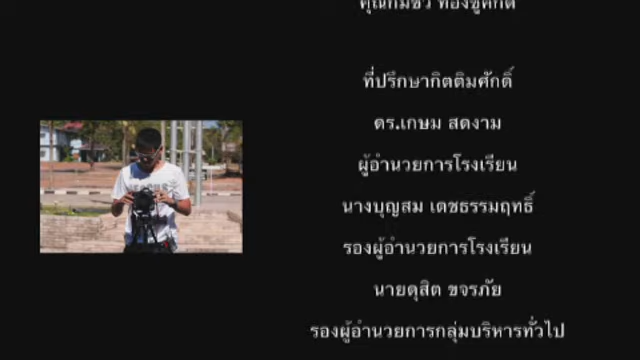 ที่ปรึกษากิตติมศักดิ์
ดร.เกษม สดงาม
ผู้อำนวยการโรงเรียน
นางบุญสม เดชธรรมฤทธิ์
รองผู้อำนวยการโรงเรียน
นายดุสิต ขจรภัย
รองผู้อำนวยการกลุ่มบริหารทั่วไป